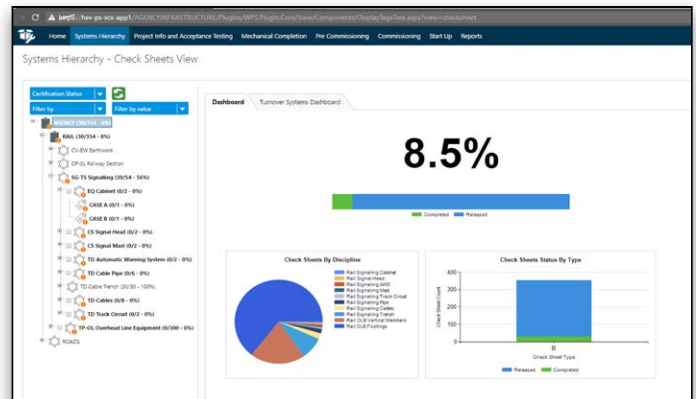 https://hsv-ps-scs-app1/AGENCYINFRASTRUCTURE/Plugins/WPS.Plugin.Core/View/Components/DisplayTagsTree.aspx?view=checksheet
Home Systems Hierarchy Project Info and Acceptance Testing Mechanical Completion Pre Commissioning Commissioning Start Up Reports
Systems Hierarchy - Check Sheets View
Certification Status
Filter by Filter by value
AGENCY (30/354 - 8%)
RAIL (30/354 - 8%)
CV-EW Earthwork
OF-SL Railway Section
SG-TS Signalling (30/54 - 56%)
EQ Cabinet (0/2 - 0%)
CASE A (0/1 - 0%)
CASE B (0/1 - 0%)
CS Signal Head (0/2 - 0%)
CS Signal Mast (0/2 - 0%)
TD Automatic Warning System (0/2 - 0%)
TD Cable Pipe (0/6 - 0%)
TD Cable Trench (30/30 - 100%)
TD Cables (0/8 - 0%)
TD Track Circuit (0/2 - 0%)
TP-OL Overhead Line Equipment (0/300 - 0%)
ROADS
Dashboard Turnover Systems Dashboard
8.5%
Completed Released
Check Sheets By Discipline
Rail Signaling Cabinet
Rail Signal Head
Rail Signaling AWS
Rail Signaling Mast
Rail Signaling Track Circuit
Rail Signaling Pipe
Rail Signaling Cables
Rail Signaling Trench
Rail OLE Vertical Members
Rail OLE Footings
Check Sheets Status By Type
Check Sheet Count
400
300
200
100
0
B
Check Sheet Type
Released Completed